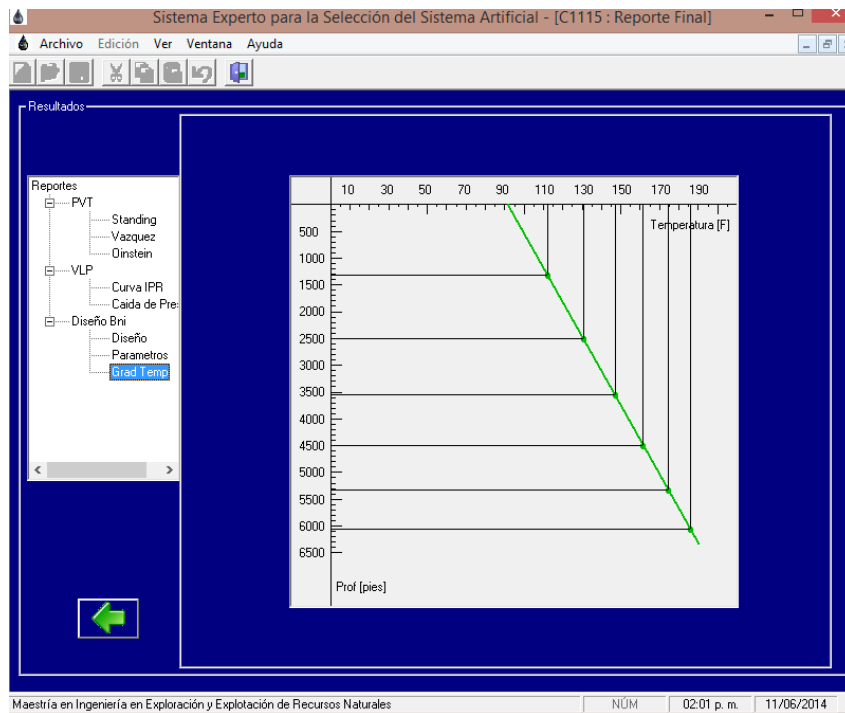 Sistema Experto para la Selección del Sistema Artificial - [C1115 : Reporte Final]
Archivo Edición Ver Ventana Ayuda
Resultados
Reportes
PVT
Standing
Vazquez
Oinstein
VLP
Curva IPR
Caida de Pre
Diseño Bni
Diseño
Parametros
Grad Temp
10 30 50 70 90 110 130 150 170 190
Temperatura [F]
500
1000
1500
2000
2500
3000
3500
4000
4500
5000
5500
6000
6500
Prof [pies]
Maestría en Ingeniería en Exploración y Explotación de Recursos Naturales NÚM 02:01 p. m. 11/06/2014